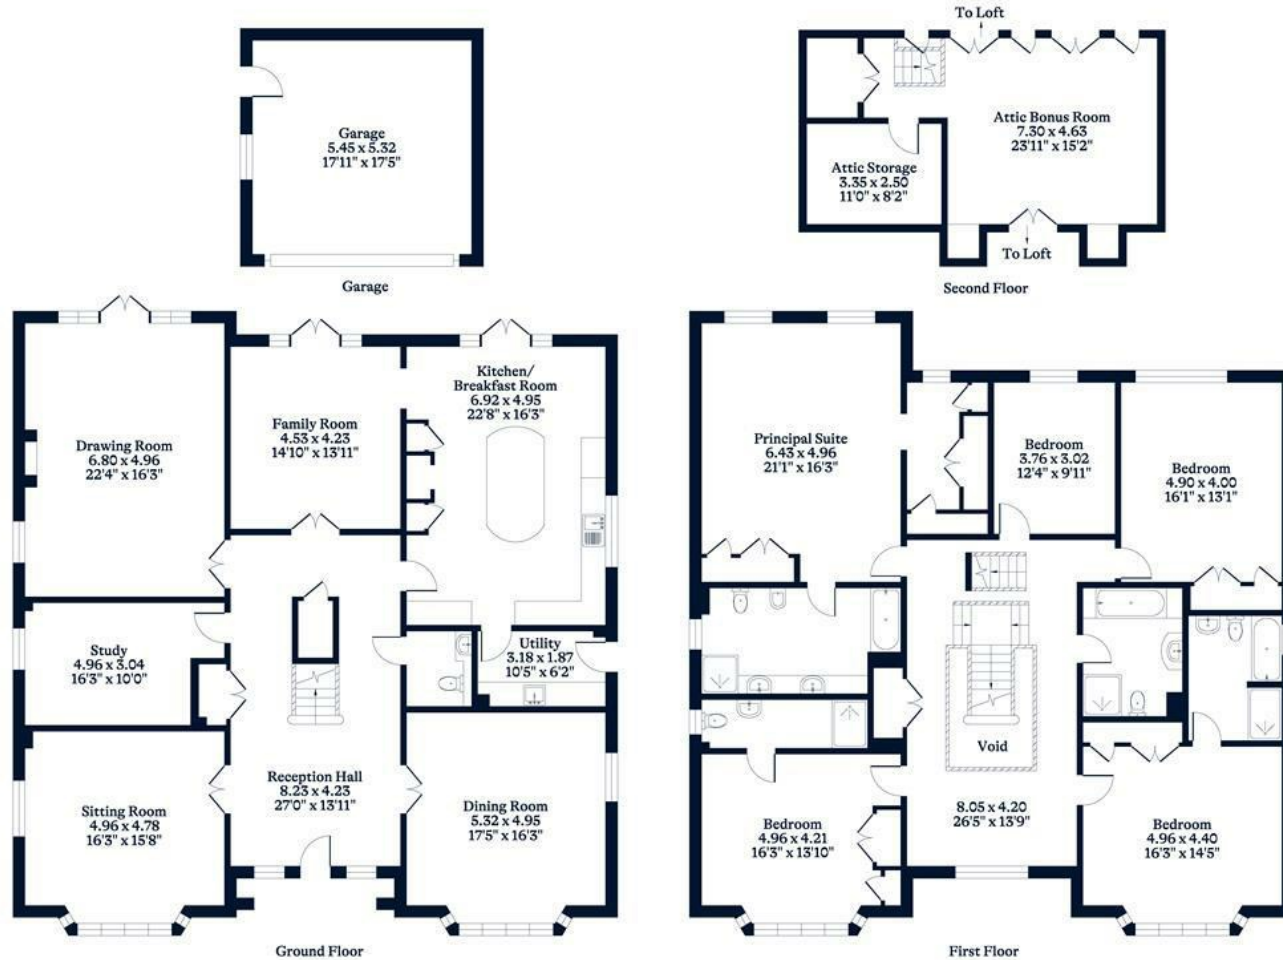 Garage
5.45 x 5.32
17'11" x 17'5"
Garage
To Loft
Attic Bonus Room
7.30 x 4.63
23'11" x 15'2"
Attic Storage
3.35 x 2.50
11'0" x 8'2"
To Loft
Second Floor
Kitchen/
Breakfast Room
6.92 x 4.95
22'8" x 16'3"
Family Room
4.53 x 4.23
14'10" x 13'11"
Drawing Room
6.80 x 4.96
22'4" x 16'3"
Study
4.96 x 3.04
16'3" x 10'0"
Utility
3.18 x 1.87
10'5" x 6'2"
Reception Hall
8.23 x 4.23
27'0" x 13'11"
Sitting Room
4.96 x 4.78
16'3" x 15'8"
Dining Room
5.32 x 4.95
17'5" x 16'3"
Ground Floor
Principal Suite
6.43 x 4.96
21'1" x 16'3"
Bedroom
3.76 x 3.02
12'4" x 9'11"
Bedroom
4.90 x 4.00
16'1" x 13'1"
Void
8.05 x 4.20
26'5" x 13'9"
Bedroom
4.96 x 4.21
16'3" x 13'10"
Bedroom
4.96 x 4.40
16'3" x 14'5"
First Floor